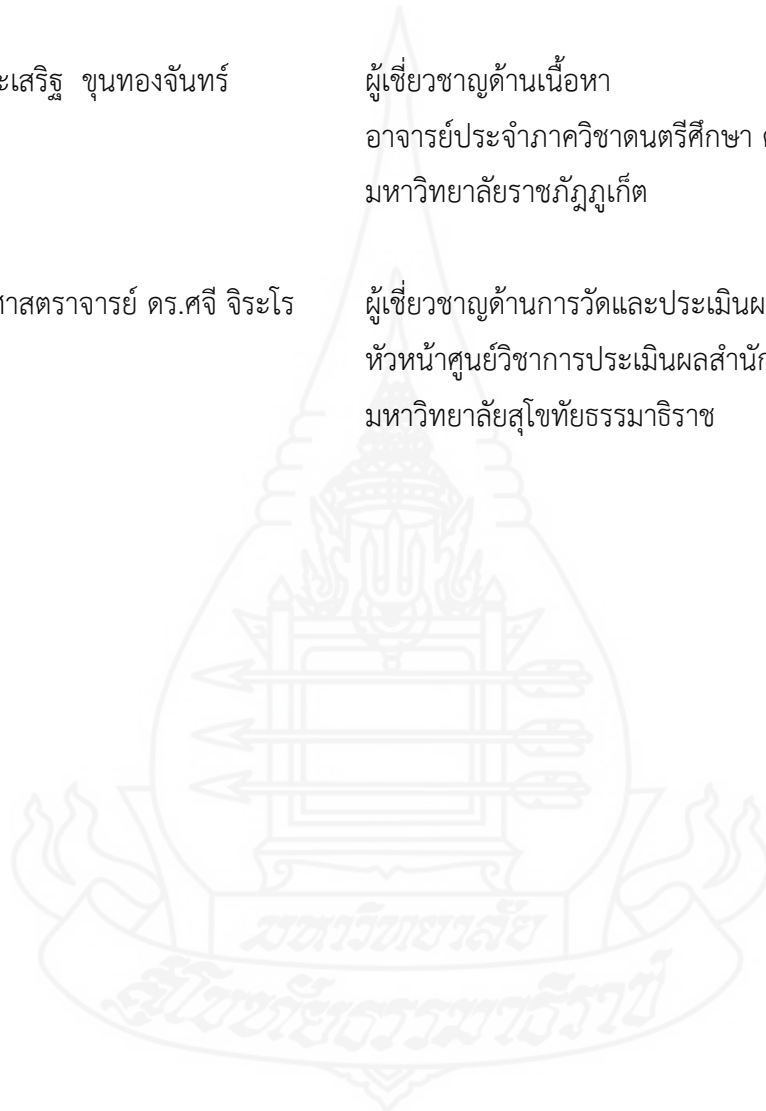 ะเสริฐ ขุนทองจันทร์ ผู้เชี่ยวชาญด้านเนื้อหา
อาจารย์ประจำภาควิชาดนตรีศึกษา
มหาวิทยาลัยราชภัฏภูเก็ต
ศาสตราจารย์ ดร.ศจี จิระโร ผู้เชี่ยวชาญด้านการวัดและประเมินผ
หัวหน้าศูนย์วิชาการประเมินผลสำนัก
มหาวิทยาลัยสุโขทัยธรรมาธิราช
มหาวิทยาลัย
สุโขทัยธรรมาธิราช